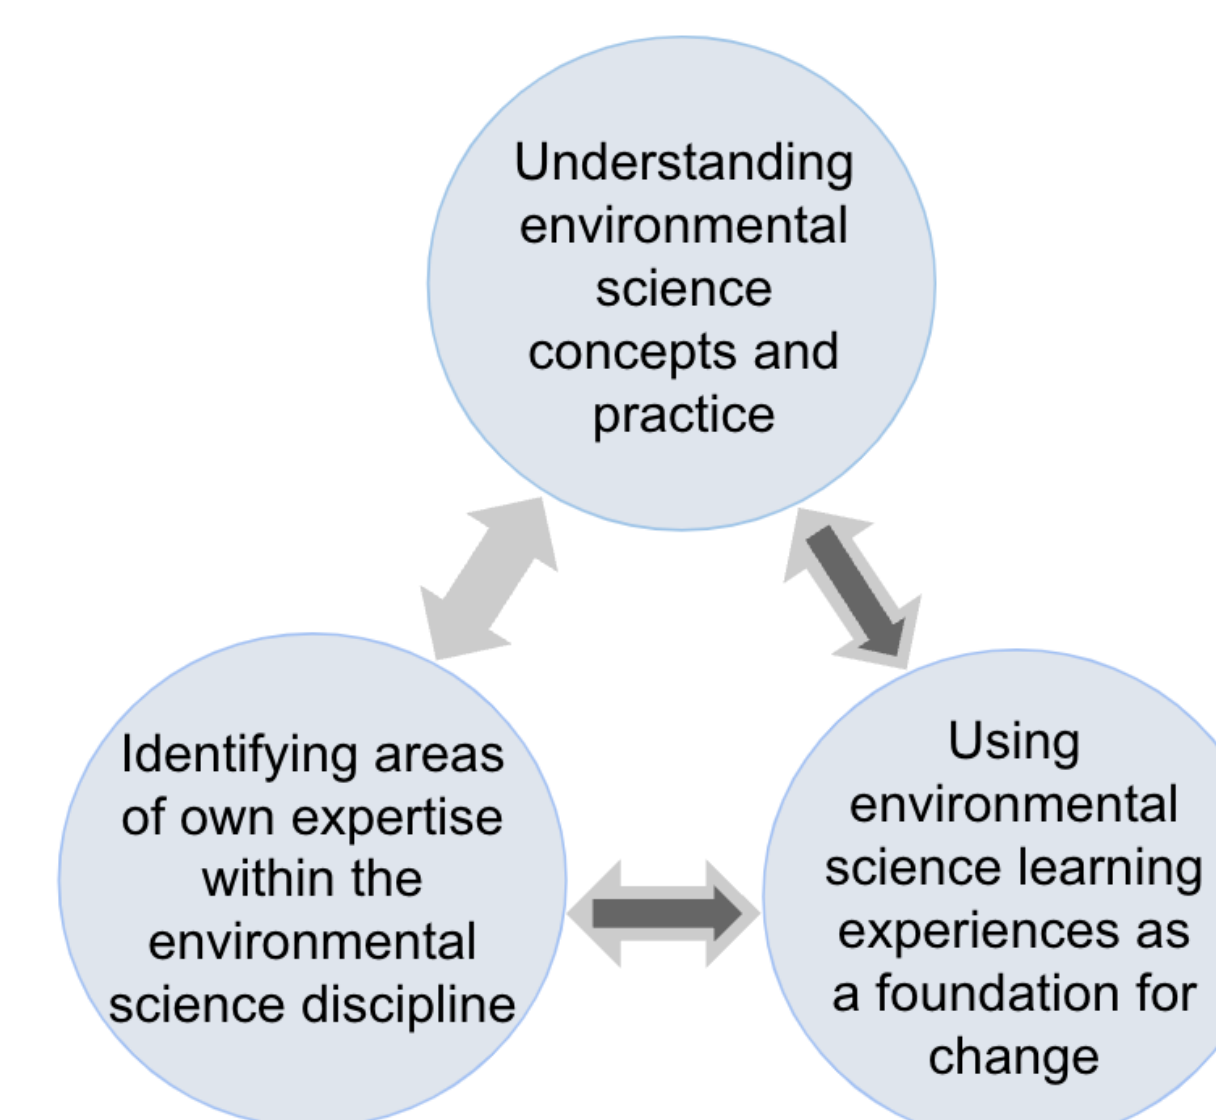 Understanding
environmental
science
concepts and
practice
Identifying areas
of own expertise
within the
environmental
science discipline
Using
environmental
science learning
experiences as
a foundation for
change